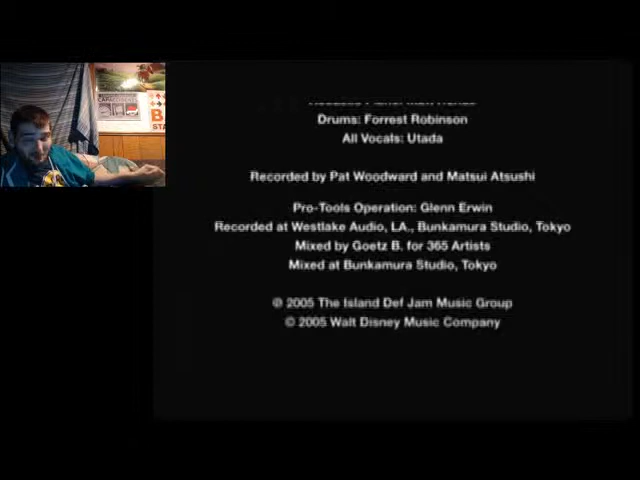 Drums: Forrest Robinson
All Vocals: Utada
Recorded by Pat Woodward and Matsui Atsushi
Pro-Tools Operation: Glenn Erwin
Recorded at Westlake Audio, LA., Bunkamura Studio, Tokyo
Mixed by Goetz B. for 365 Artists
Mixed at Bunkamura Studio, Tokyo
℗ 2005 The Island Def Jam Music Group
© 2005 Walt Disney Music Company